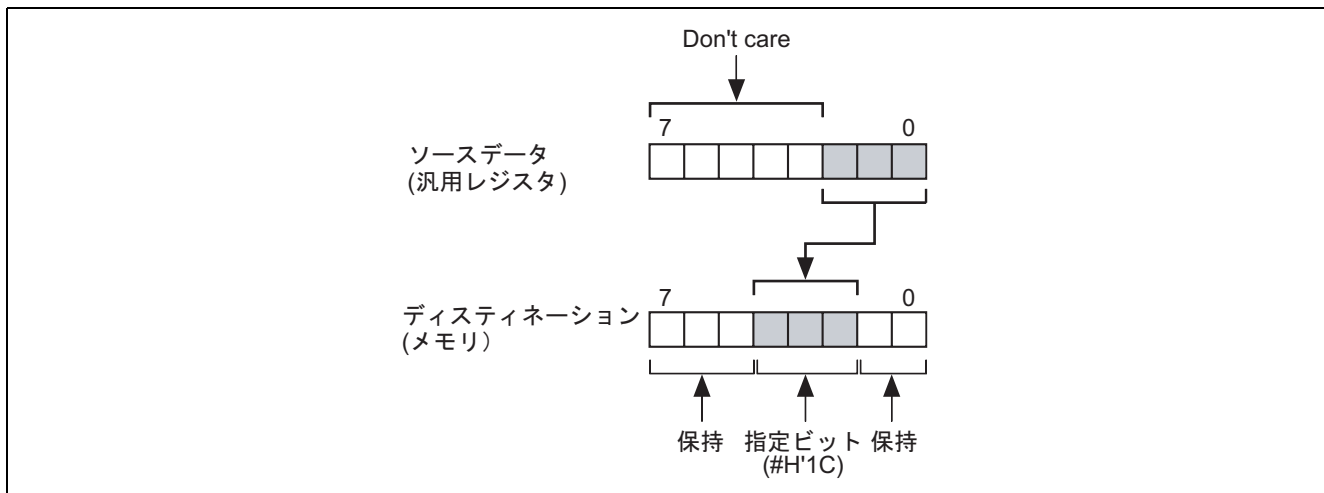 Don't care
7 0
ソースデータ
(汎用レジスタ)
7 0
ディスティネーション
(メモリ）
保持 指定ビット 保持
(#H'1C)